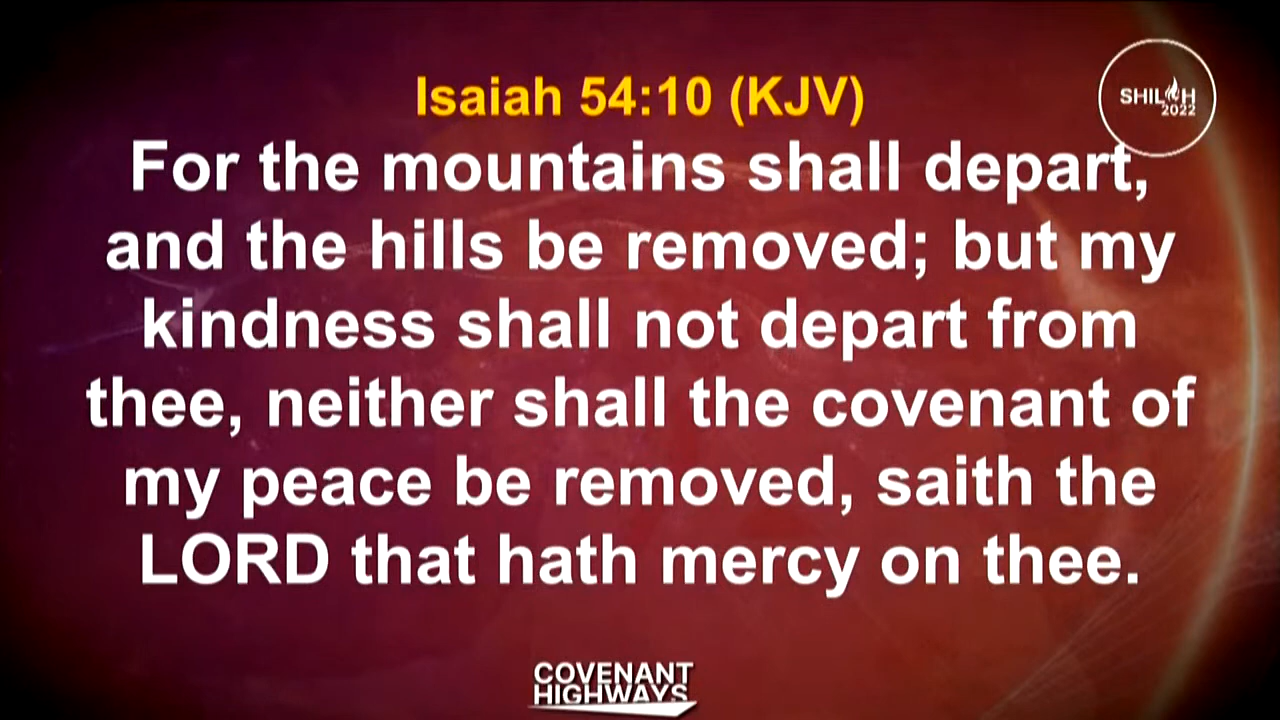 Isaiah 54:10 (KJV)
SHILOH
2022
For the mountains shall depart,
and the hills be removed; but my
kindness shall not depart from
thee, neither shall the covenant of
my peace be removed, saith the
LORD that hath mercy on thee.
COVENANT
HIGHWAYS